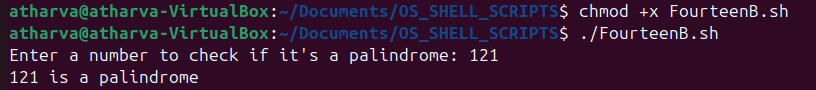 atharva@atharva-VirtualBox:~/Documents/OS_SHELL_SCRIPTS$ chmod +x FourteenB.sh
atharva@atharva-VirtualBox:~/Documents/OS_SHELL_SCRIPTS$ ./FourteenB.sh
Enter a number to check if it's a palindrome: 121
121 is a palindrome